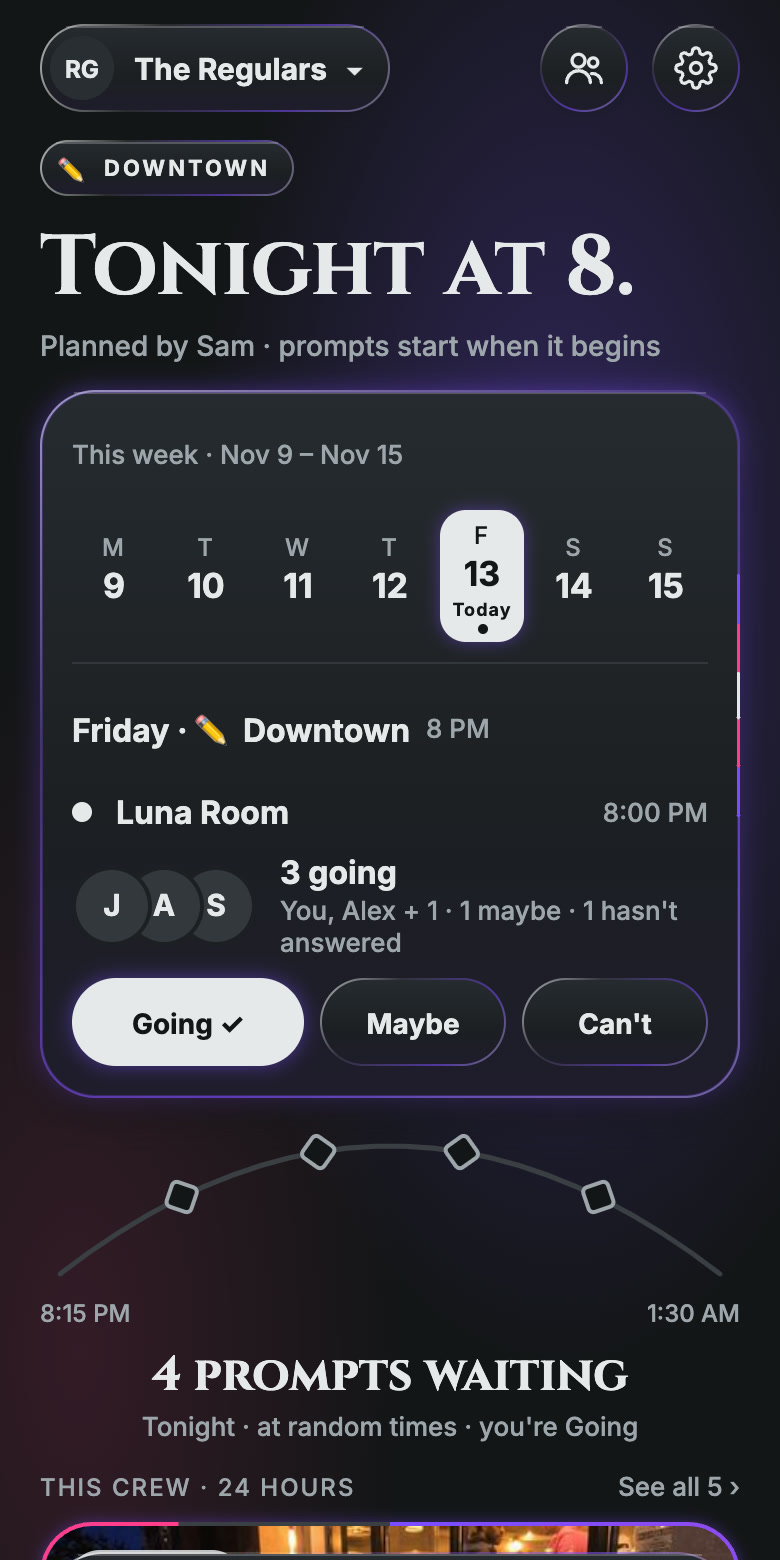 RG The Regulars
✏️ DOWNTOWN
Tonight at 8.
Planned by Sam · prompts start when it begins
This week · Nov 9 – Nov 15
M T W T F S S
9 10 11 12 13 14 15
Today
Friday · ✏️ Downtown 8 PM
Luna Room 8:00 PM
J A S
3 going
You, Alex + 1 · 1 maybe · 1 hasn't
answered
Going ✓ Maybe Can't
8:15 PM 1:30 AM
4 prompts waiting
Tonight · at random times · you're Going
THIS CREW · 24 HOURS See all 5 ›